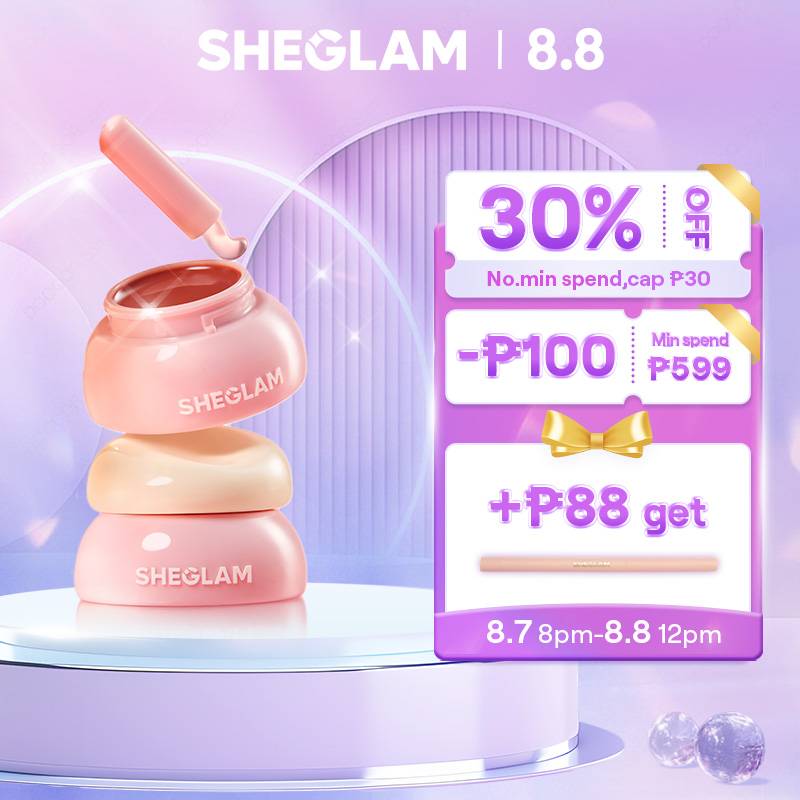 SHEGLAM | 8.8
30% OFF
No.min spend,cap ₱30
-₱100
Min spend
₱599
+₱88 get
SHEGLAM
8.7 8pm-8.8 12pm
SHEGLAM
SHEGLAM